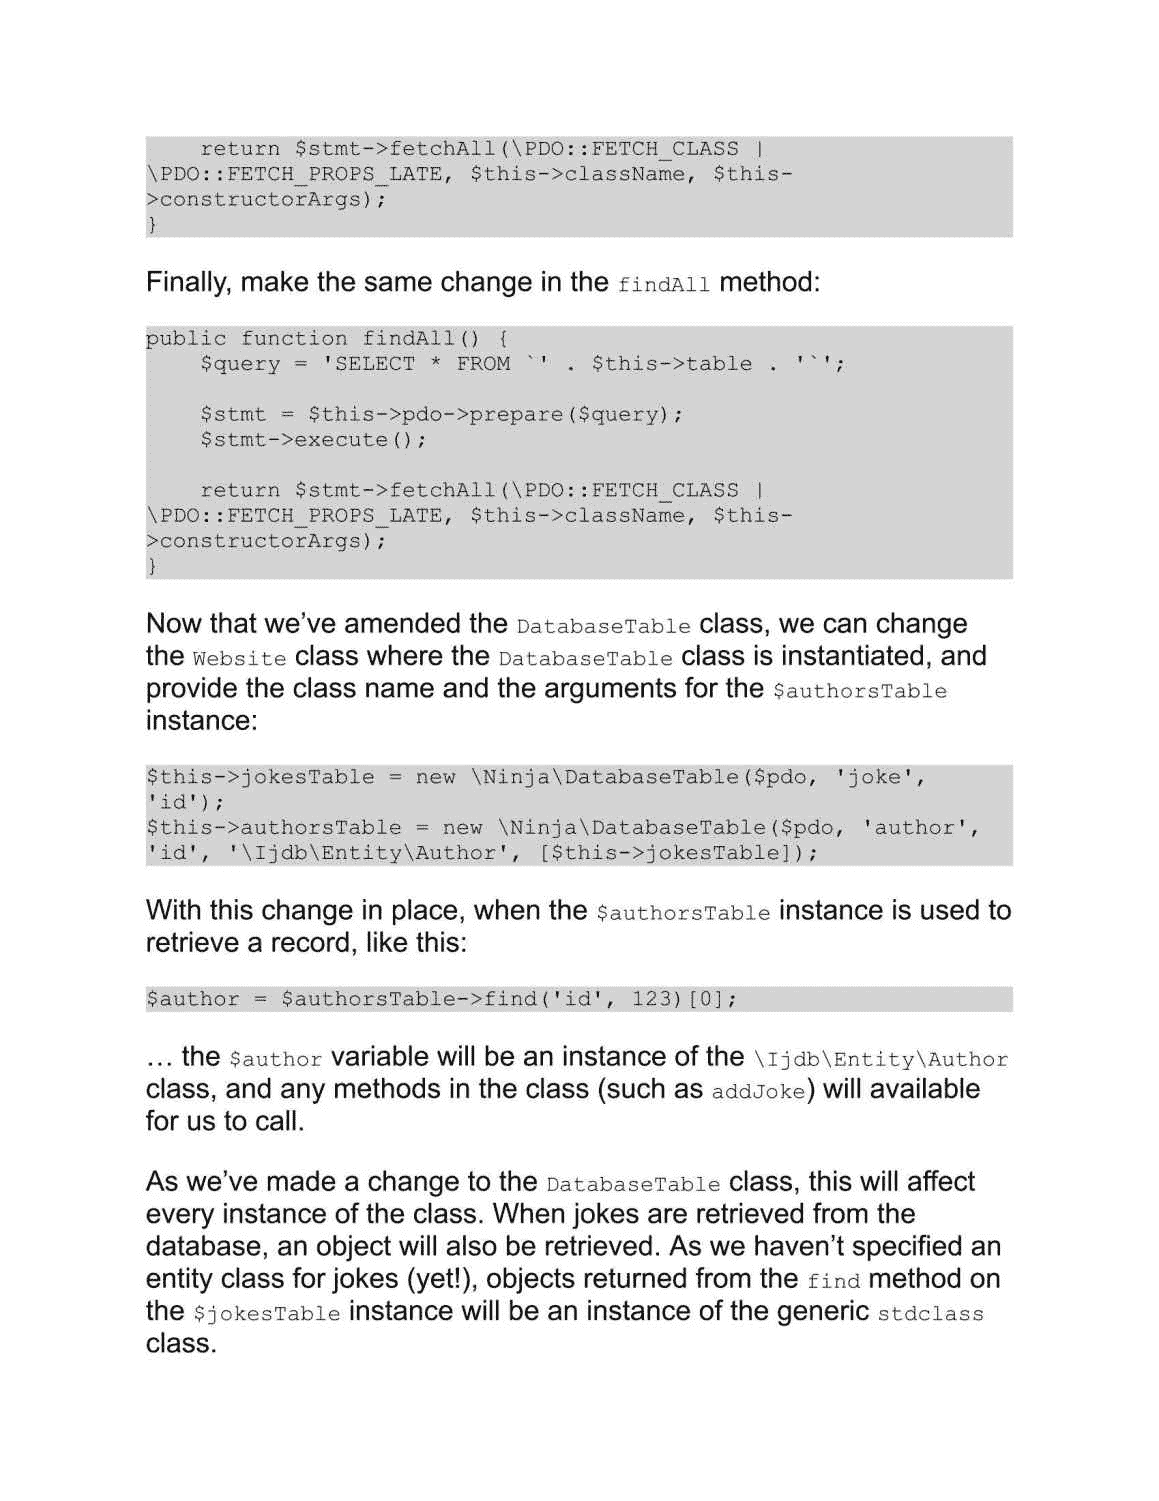 return $stmt->fetchAll(\PDO::FETCH_CLASS |
\PDO::FETCH_PROPS_LATE, $this->className, $this-
>constructorArgs);
}
Finally, make the same change in the findAll method:
public function findAll() {
    $query = 'SELECT * FROM `' . $this->table . '`';
    $stmt = $this->pdo->prepare($query);
    $stmt->execute();
    return $stmt->fetchAll(\PDO::FETCH_CLASS |
\PDO::FETCH_PROPS_LATE, $this->className, $this-
>constructorArgs);
}
Now that we’ve amended the DatabaseTable class, we can change
the Website class where the DatabaseTable class is instantiated, and
provide the class name and the arguments for the $authorsTable
instance:
$this->jokesTable = new \Ninja\DatabaseTable($pdo, 'joke',
'id');
$this->authorsTable = new \Ninja\DatabaseTable($pdo, 'author',
'id', '\Ijdb\Entity\Author', [$this->jokesTable]);
With this change in place, when the $authorsTable instance is used to
retrieve a record, like this:
$author = $authorsTable->find('id', 123)[0];
… the $author variable will be an instance of the \Ijdb\Entity\Author
class, and any methods in the class (such as addJoke) will available
for us to call.
As we’ve made a change to the DatabaseTable class, this will affect
every instance of the class. When jokes are retrieved from the
database, an object will also be retrieved. As we haven’t specified an
entity class for jokes (yet!), objects returned from the find method on
the $jokesTable instance will be an instance of the generic stdclass
class.